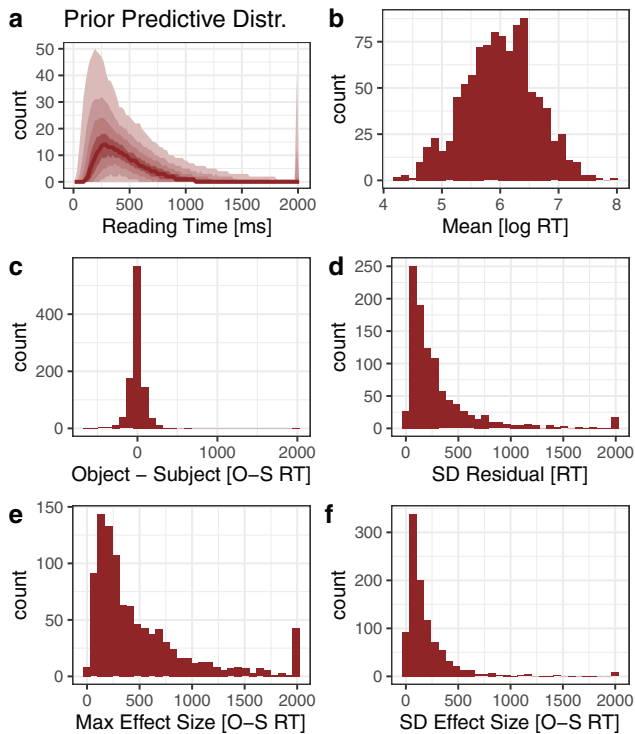 a Prior Predictive Distr.
50
40
30
20
10
0
count
0 500 1000 1500 2000
Reading Time [ms]
b
75
50
25
0
count
4 5 6 7 8
Mean [log RT]
c
400
200
0
count
0 1000 2000
Object − Subject [O−S RT]
d
250
200
150
100
50
0
count
0 500 1000 1500 2000
SD Residual [RT]
e
150
100
50
0
count
0 500 1000 1500 2000
Max Effect Size [O−S RT]
f
300
200
100
0
count
0 500 1000 1500 2000
SD Effect Size [O−S RT]